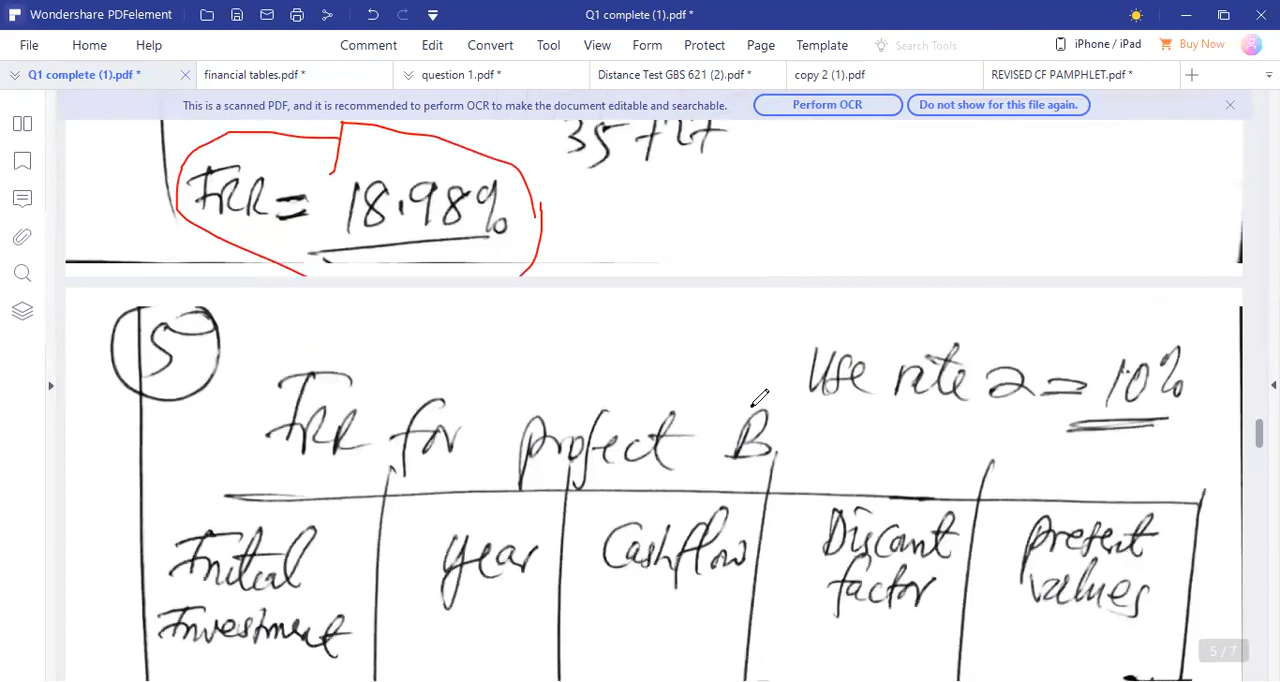 Wondershare PDFelement
Q1 complete (1).pdf *
File Home Help Comment Edit Convert Tool View Form Protect Page Template Search Tools iPhone / iPad Buy Now
Q1 complete (1).pdf * financial tables.pdf * question 1.pdf * Distance Test GBS 621 (2).pdf * copy 2 (1).pdf REVISED CF PAMPHLET.pdf *
This is a scanned PDF, and it is recommended to perform OCR to make the document editable and searchable. Perform OCR Do not show for this file again.
35727
IRR = 18.98%
5
Use rate 2 = 10%
IRR for project B
Initial Investment
year
Cashflow
Discount factor
present values
5 / 7